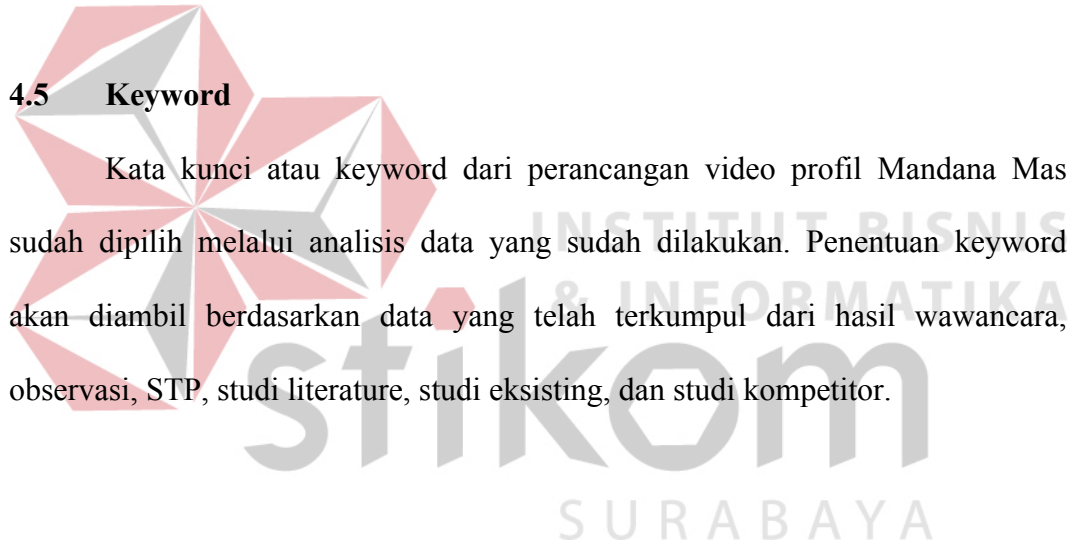 4.5 Keyword
Kata kunci atau keyword dari perancangan video profil Mandana Mas
sudah dipilih melalui analisis data yang sudah dilakukan. Penentuan keyword
akan diambil berdasarkan data yang telah terkumpul dari hasil wawancara,
observasi, STP, studi literature, studi eksisting, dan studi kompetitor.
INSTITUT BISNIS
& INFORMATIKA
stikom
SURABAYA